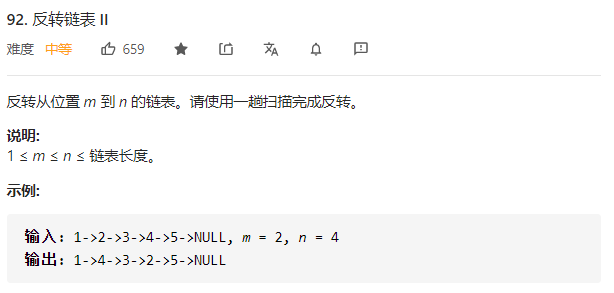 92. 反转链表 II
难度 中等 659
反转从位置 m 到 n 的链表。请使用一趟扫描完成反转。
说明:
1 ≤ m ≤ n ≤ 链表长度。
示例:
输入: 1->2->3->4->5->NULL, m = 2, n = 4
输出: 1->4->3->2->5->NULL